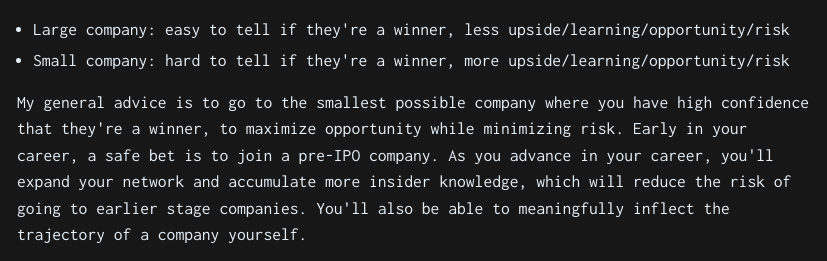 • Large company: easy to tell if they're a winner, less upside/learning/opportunity/risk
• Small company: hard to tell if they're a winner, more upside/learning/opportunity/risk
My general advice is to go to the smallest possible company where you have high confidence
that they're a winner, to maximize opportunity while minimizing risk. Early in your
career, a safe bet is to join a pre-IPO company. As you advance in your career, you'll
expand your network and accumulate more insider knowledge, which will reduce the risk of
going to earlier stage companies. You'll also be able to meaningfully inflect the
trajectory of a company yourself.